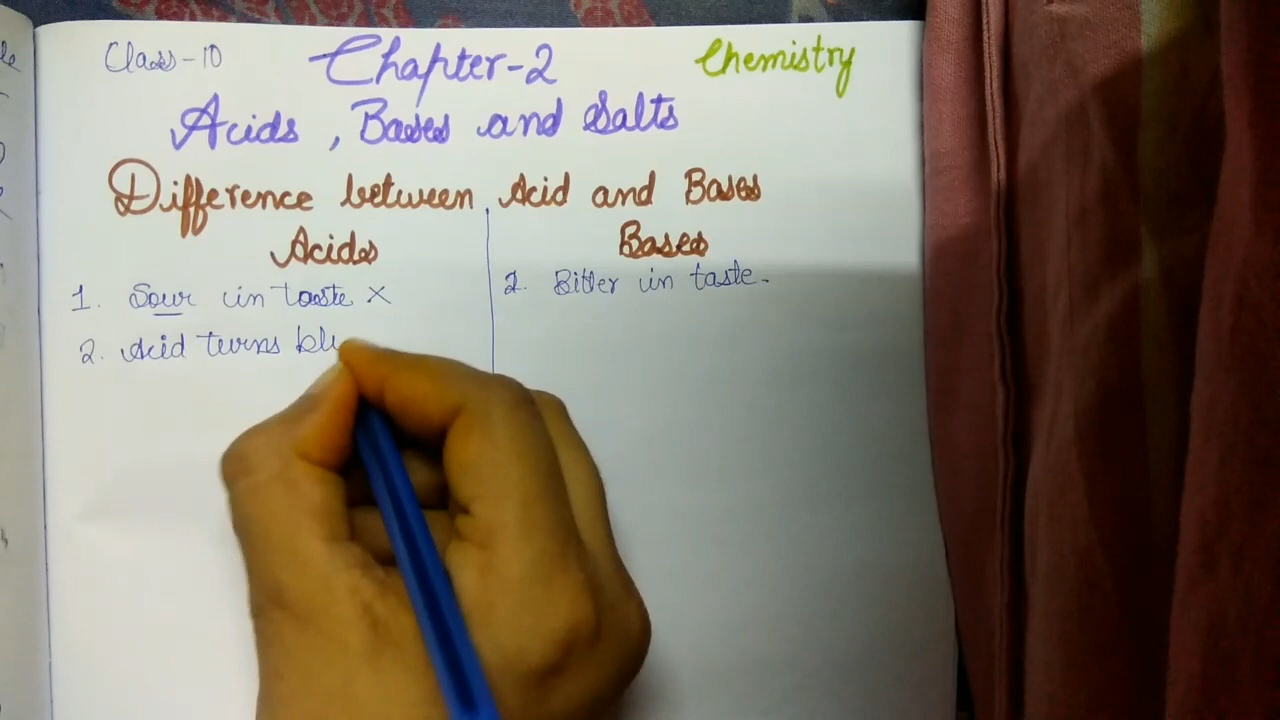 Class-10 Chapter-2 Chemistry
Acids, Bases and Salts
Difference between Acid and Bases
Acids
1. Sour in taste ×
2. Acid turns blu
Bases
2. Bitter in taste.